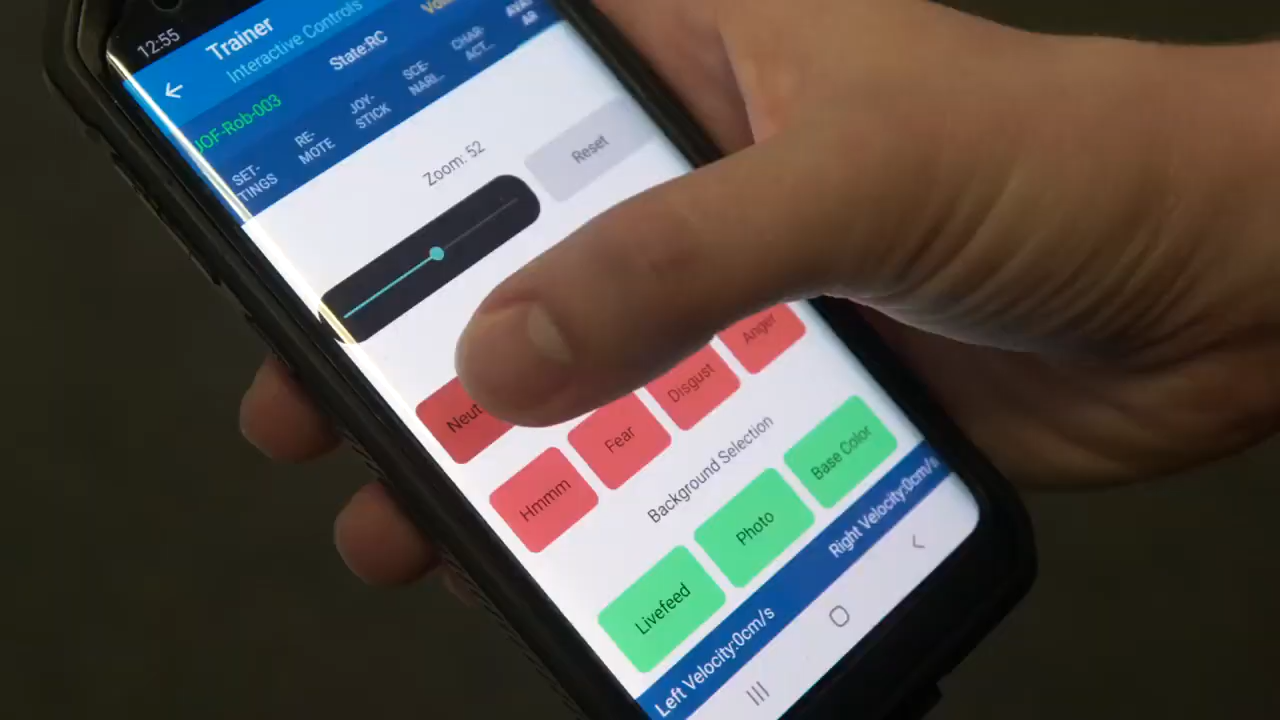 12:55
Trainer
Interactive Controls
JOF-Rob-003
State:RC
SET-
TINGS
RE-
MOTE
JOY-
STICK
SCE-
NARI...
CHAR-
ACT...
AR
Zoom: 52
Reset
Anger
Disgust
Fear
Hmmm
Background Selection
Livefeed
Photo
Base Color
Left Velocity:0cm/s
Right Velocity:0cm/s